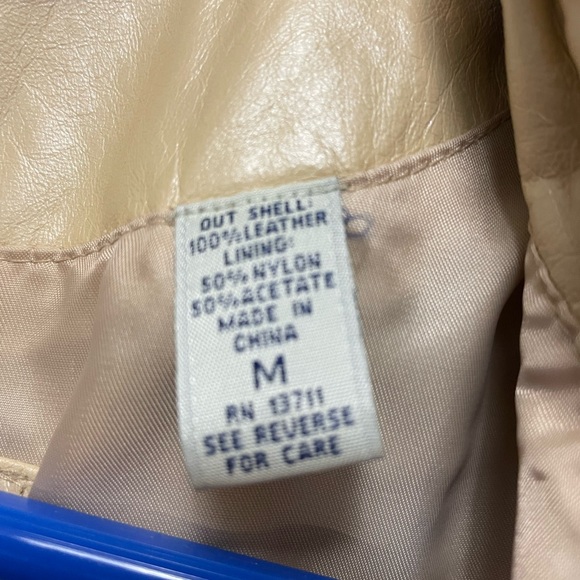 OUT SHELL:
100% LEATHER
LINING:
50% NYLON
50% ACETATE
MADE IN
CHINA
M
RN 13711
SEE REVERSE
FOR CARE